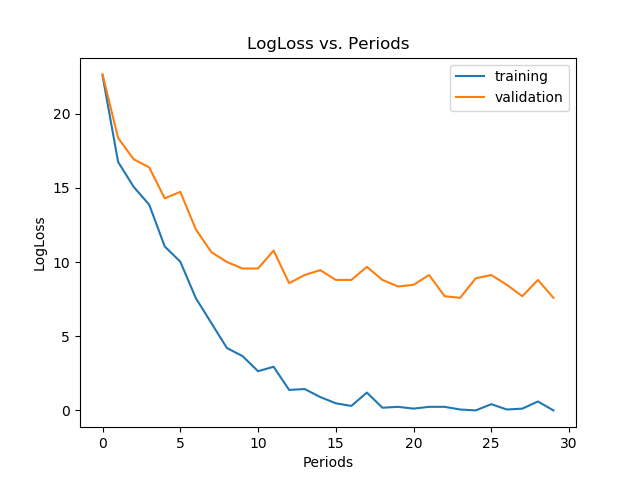 LogLoss vs. Periods
training
validation
LogLoss
20
15
10
5
0
0 5 10 15 20 25 30
Periods